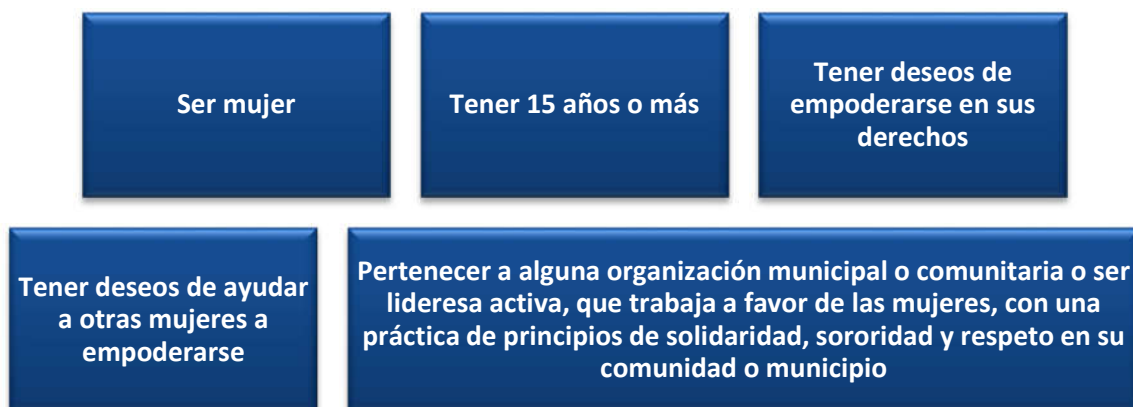 Ser mujer
Tener 15 años o más
Tener deseos de
empoderarse en sus
derechos
Tener deseos de ayudar
a otras mujeres a
empoderarse
Pertenecer a alguna organización municipal o comunitaria o ser
lideresa activa, que trabaja a favor de las mujeres, con una
práctica de principios de solidaridad, sororidad y respeto en su
comunidad o municipio